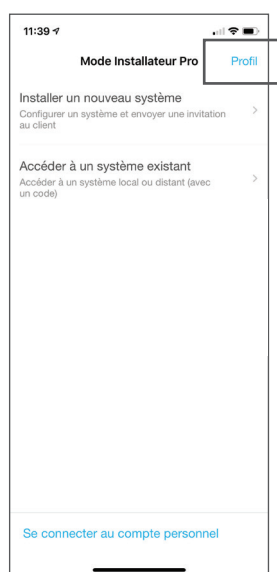 11:39
Mode Installateur Pro
Profil
Installer un nouveau système
Configurer un système et envoyer une invitation
au client
Accéder à un système existant
Accéder à un système local ou distant (avec
un code)
Se connecter au compte personnel